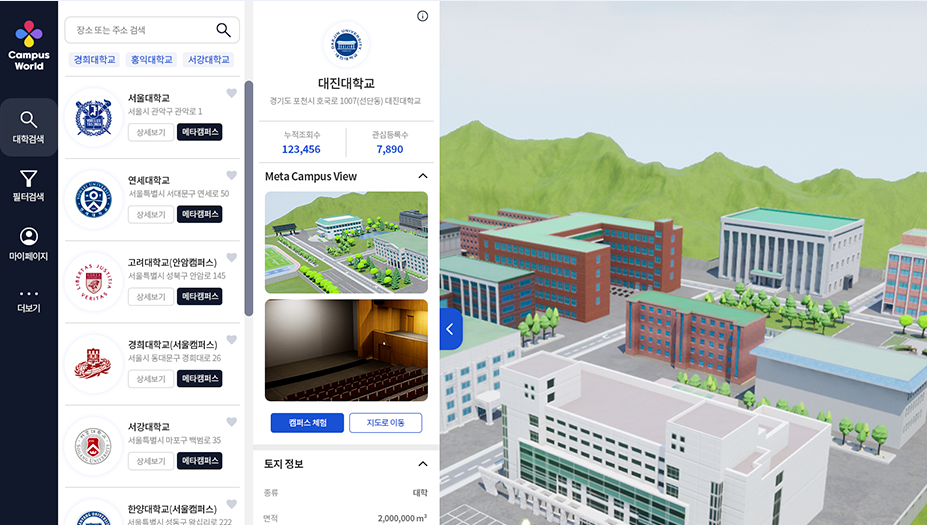 Campus
World
대학검색
필터검색
마이페이지
더보기
장소 또는 주소 검색
경희대학교 홍익대학교 서강대학교
서울대학교
서울시 관악구 관악로 1
상세보기 메타캠퍼스
연세대학교
서울특별시 서대문구 연세로 50
상세보기 메타캠퍼스
고려대학교(안암캠퍼스)
서울특별시 성북구 안암로 145
상세보기 메타캠퍼스
LIBERTAS JUSTITIA
VERITAS
경희대학교(서울캠퍼스)
서울시 동대문구 경희대로 26
상세보기 메타캠퍼스
서강대학교
서울특별시 마포구 백범로 35
상세보기 메타캠퍼스
한양대학교(서울캠퍼스)
서울특별시 성동구 왕십리로 222
대진대학교
경기도 포천시 호국로 1007(선단동) 대진대학교
누적조회수 관심등록수
123,456 7,890
Meta Campus View
캠퍼스 체험 지도로 이동
토지 정보
종류 대학
면적 2,000,000 m²